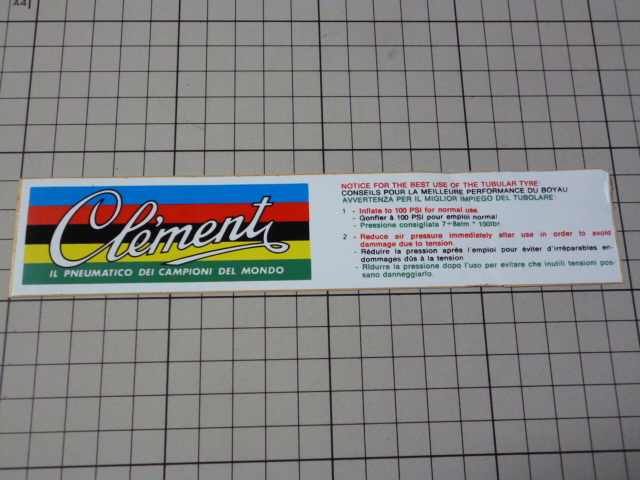 A4
Clément
IL PNEUMATICO DEI CAMPIONI DEL MONDO
NOTICE FOR THE BEST USE OF THE TUBULAR TYRE:
CONSEILS POUR LA MEILLEURE PERFORMANCE DU BOYAU
AVVERTENZA PER IL MIGLIOR IMPIEGO DEL TUBOLARE:
1 - Inflate to 100 PSI for normal use.
- Gonfler à 100 PSI pour emploi normal
- Pressione consigliata 7÷8atm * 100lbr.
2 - Reduce air pressure immediately after use in order to avoid
dammage due to tension.
- Réduire la pression après l'emploi pour éviter d'irréparables en-
dommages dûs à la tension
- Ridurre la pressione dopo l'uso per evitare che inutili tensioni pos-
sano danneggiarlo.